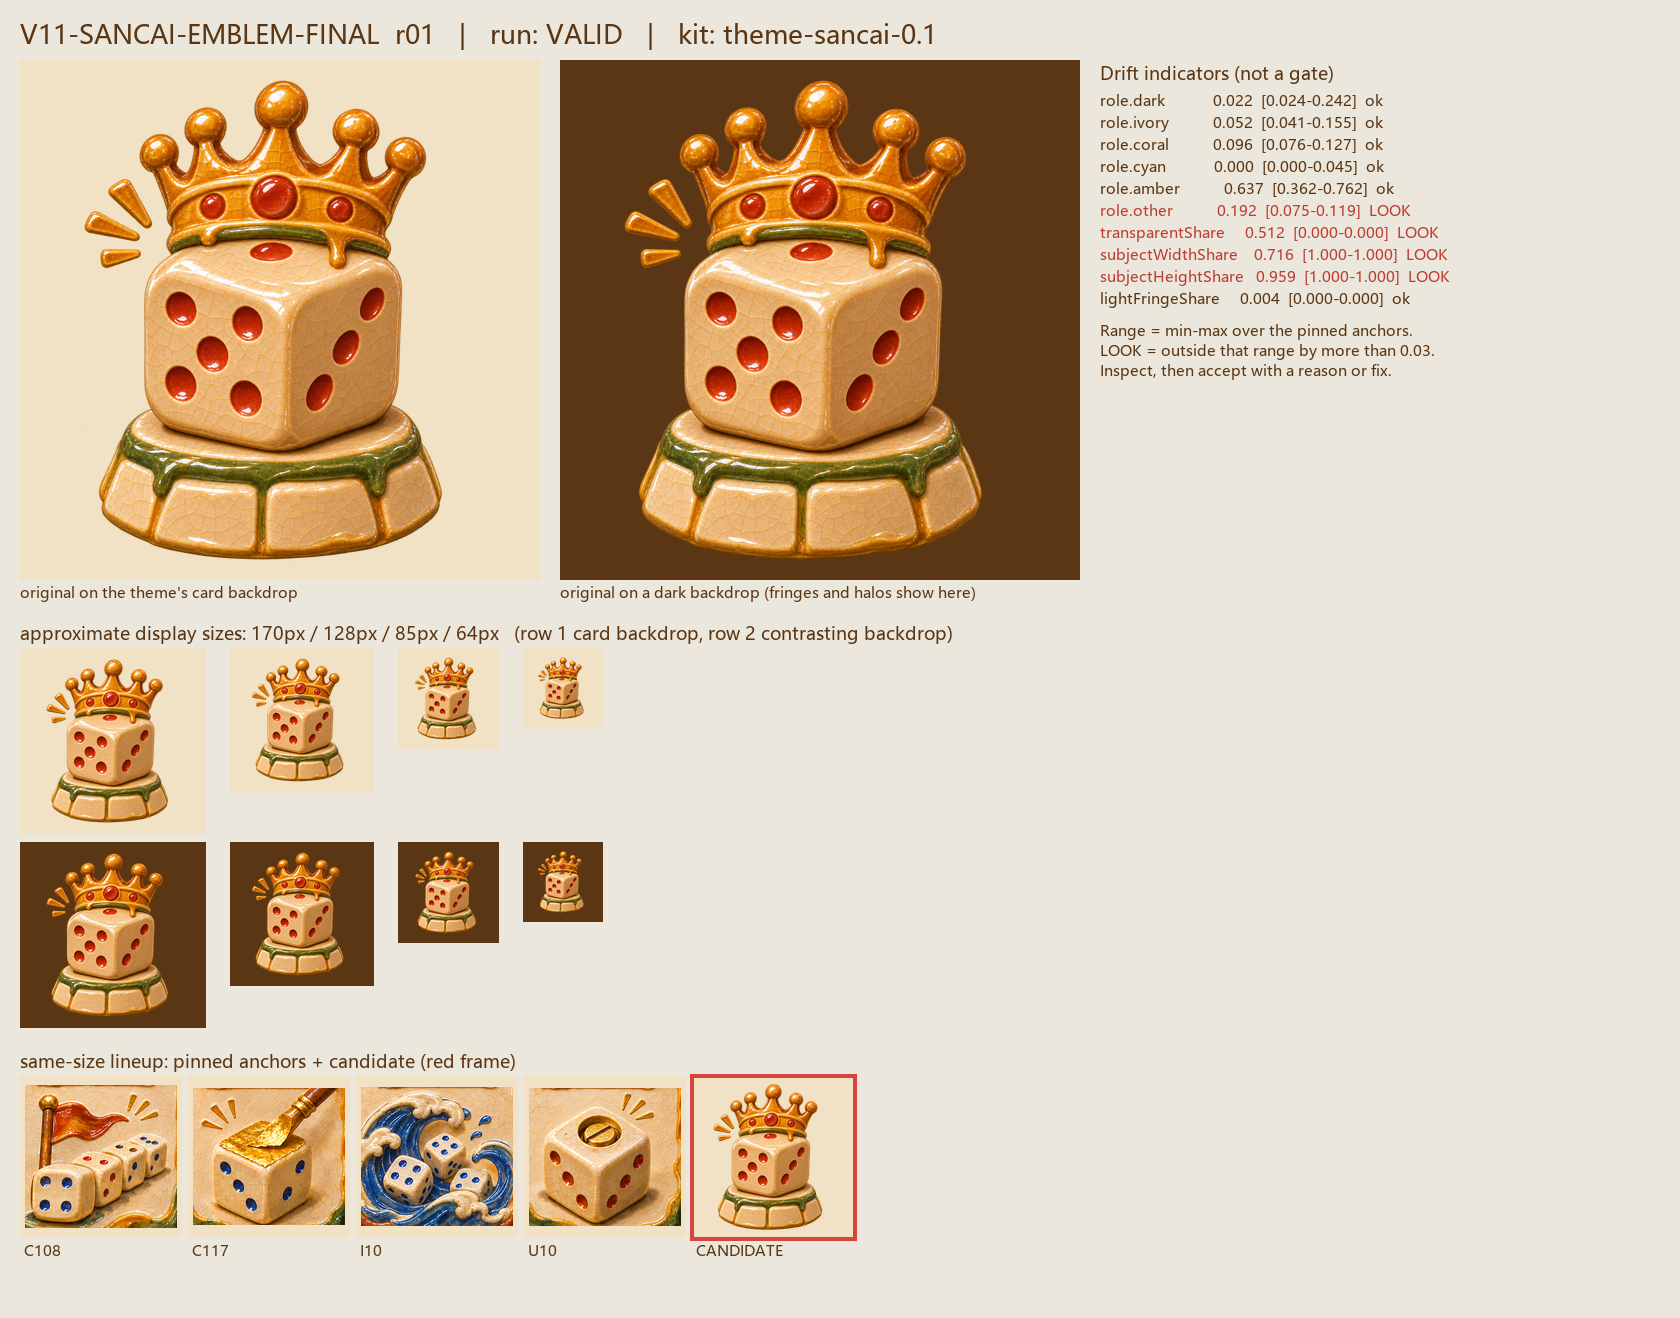 V11-SANCAI-EMBLEM-FINAL r01 | run: VALID | kit: theme-sancai-0.1
Drift indicators (not a gate)
role.dark 0.022 [0.024-0.242] ok
role.ivory 0.052 [0.041-0.155] ok
role.coral 0.096 [0.076-0.127] ok
role.cyan 0.000 [0.000-0.045] ok
role.amber 0.637 [0.362-0.762] ok
role.other 0.192 [0.075-0.119] LOOK
transparentShare 0.512 [0.000-0.000] LOOK
subjectWidthShare 0.716 [1.000-1.000] LOOK
subjectHeightShare 0.959 [1.000-1.000] LOOK
lightFringeShare 0.004 [0.000-0.000] ok
Range = min-max over the pinned anchors.
LOOK = outside that range by more than 0.03.
Inspect, then accept with a reason or fix.
original on the theme's card backdrop
original on a dark backdrop (fringes and halos show here)
approximate display sizes: 170px / 128px / 85px / 64px (row 1 card backdrop, row 2 contrasting backdrop)
same-size lineup: pinned anchors + candidate (red frame)
C108
C117
I10
U10
CANDIDATE